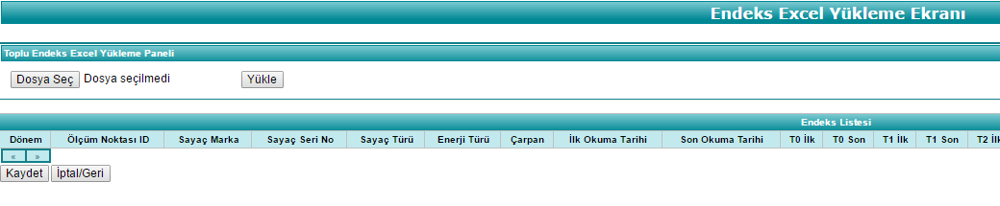 Endeks Excel Yükleme Ekranı
Toplu Endeks Excel Yükleme Paneli
Dosya Seç Dosya seçilmedi Yükle
Endeks Listesi
Dönem Ölçüm Noktası ID Sayaç Marka Sayaç Seri No Sayaç Türü Enerji Türü Çarpan İlk Okuma Tarihi Son Okuma Tarihi T0 İlk T0 Son T1 İlk T1 Son T2 İlk
« »
Kaydet İptal/Geri